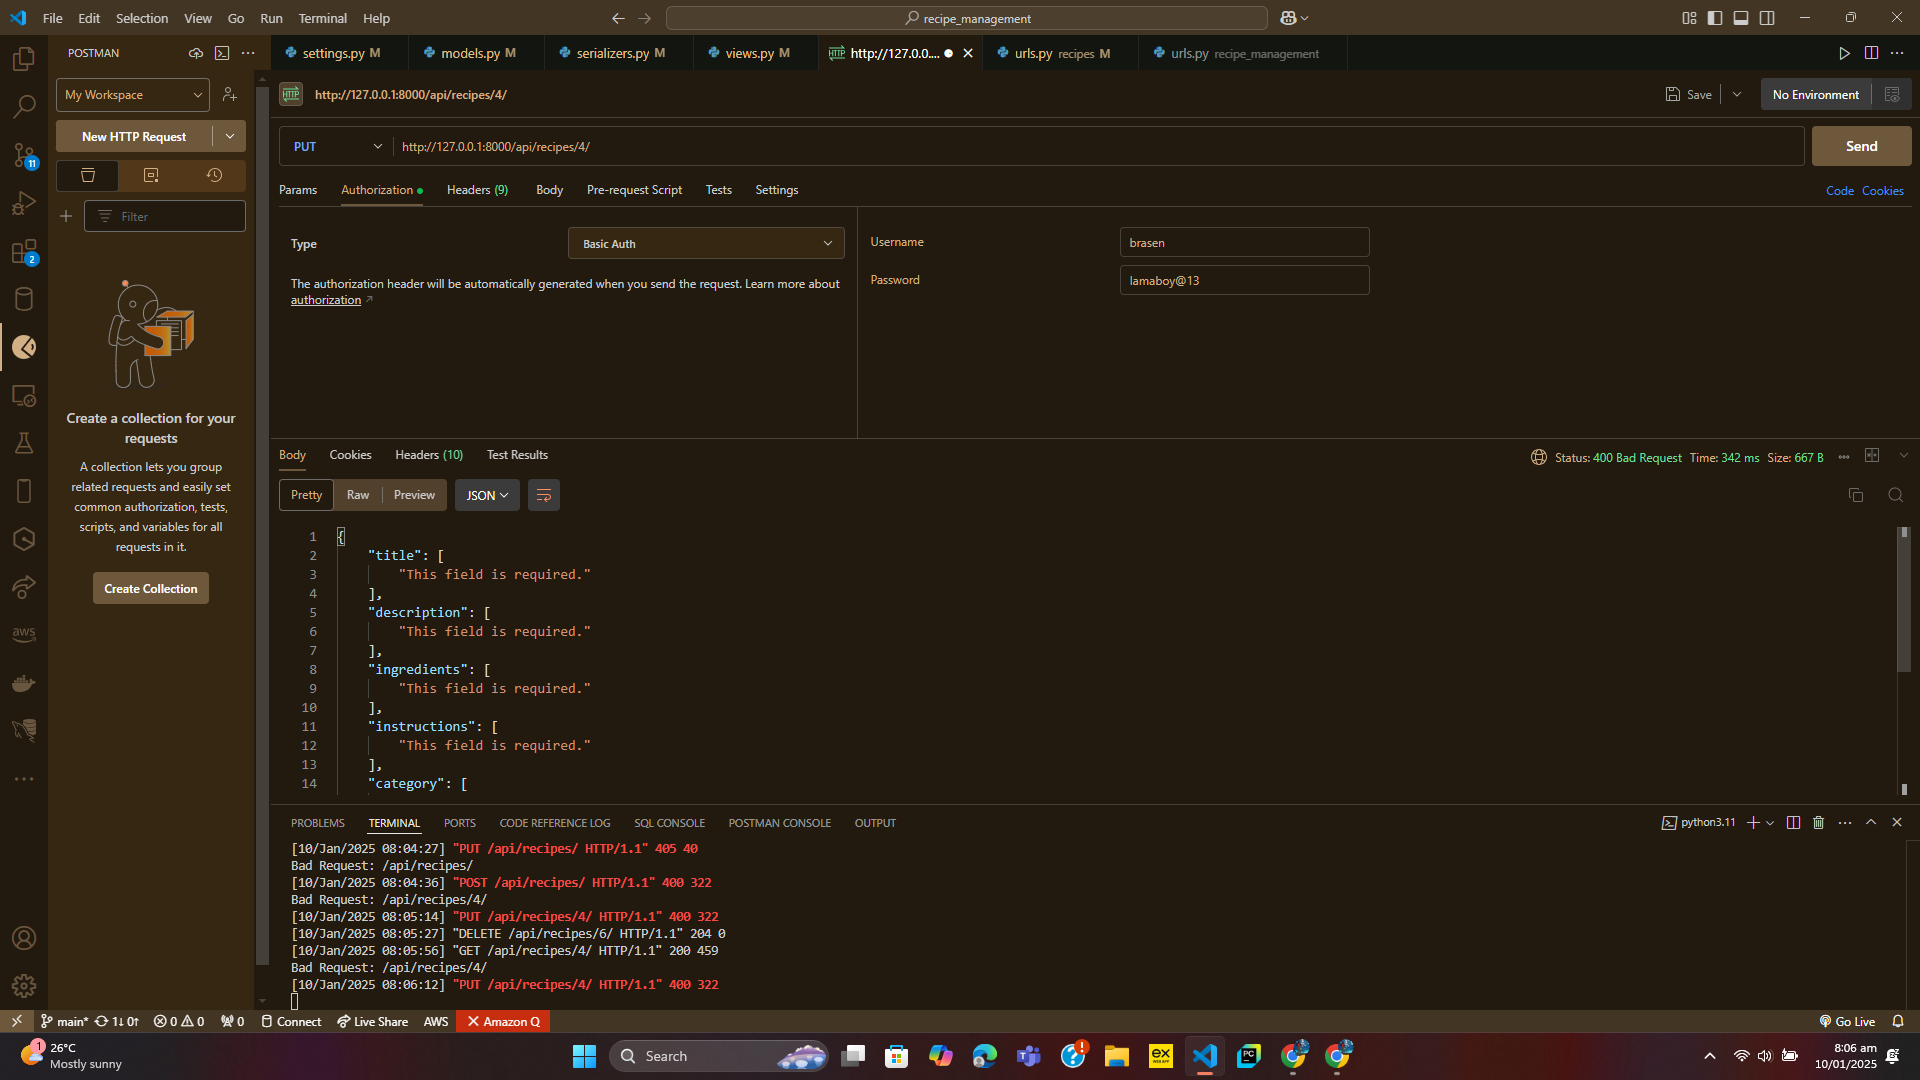 File Edit Selection View Go Run Terminal Help
recipe_management
POSTMAN
settings.py M
models.py M
serializers.py M
views.py M
HTTP http://127.0.0....
urls.py recipes M
urls.py recipe_management
My Workspace
HTTP http://127.0.0.1:8000/api/recipes/4/
Save
No Environment
New HTTP Request
PUT http://127.0.0.1:8000/api/recipes/4/
Send
11
Params Authorization Headers (9) Body Pre-request Script Tests Settings
Code Cookies
Filter
2
Type
Basic Auth
The authorization header will be automatically generated when you send the request. Learn more about
authorization
Username
brasen
Password
lamaboy@13
Create a collection for your
requests
A collection lets you group
related requests and easily set
common authorization, tests,
scripts, and variables for all
requests in it.
Create Collection
aws
Body Cookies Headers (10) Test Results
Status: 400 Bad Request Time: 342 ms Size: 667 B
Pretty Raw Preview JSON
1 {
2 "title": [
3 "This field is required."
4 ],
5 "description": [
6 "This field is required."
7 ],
8 "ingredients": [
9 "This field is required."
10 ],
11 "instructions": [
12 "This field is required."
13 ],
14 "category": [
PROBLEMS TERMINAL PORTS CODE REFERENCE LOG SQL CONSOLE POSTMAN CONSOLE OUTPUT
python3.11
[10/Jan/2025 08:04:27] "PUT /api/recipes/ HTTP/1.1" 405 40
Bad Request: /api/recipes/
[10/Jan/2025 08:04:36] "POST /api/recipes/ HTTP/1.1" 400 322
Bad Request: /api/recipes/4/
[10/Jan/2025 08:05:14] "PUT /api/recipes/4/ HTTP/1.1" 400 322
[10/Jan/2025 08:05:27] "DELETE /api/recipes/6/ HTTP/1.1" 204 0
[10/Jan/2025 08:05:56] "GET /api/recipes/4/ HTTP/1.1" 200 459
Bad Request: /api/recipes/4/
[10/Jan/2025 08:06:12] "PUT /api/recipes/4/ HTTP/1.1" 400 322
main* 1↓ 0↑ 0 0 0 Connect Live Share AWS Amazon Q
Go Live
1
26°C
Mostly sunny
Search
EX
WEB APP
PC
8:06 am
10/01/2025